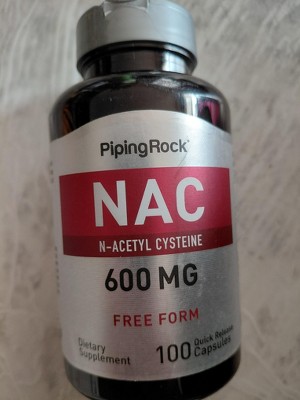 PipingRock®
NAC
N-ACETYL CYSTEINE
600 MG
FREE FORM
Dietary
Supplement
100 Quick Release
Capsules